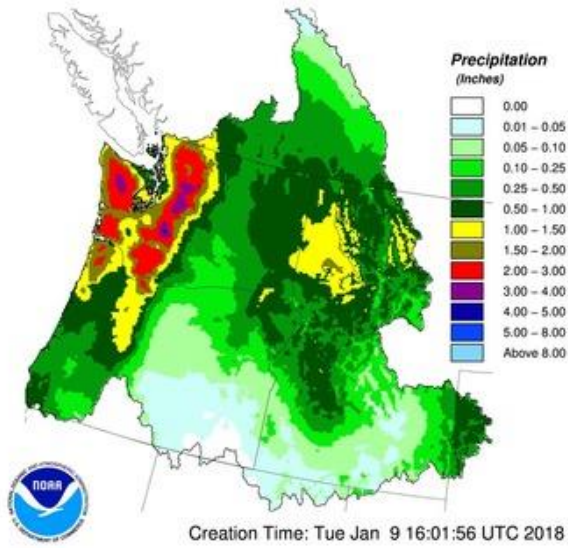 Precipitation
(Inches)
0.00
0.01 – 0.05
0.05 – 0.10
0.10 – 0.25
0.25 – 0.50
0.50 – 1.00
1.00 – 1.50
1.50 – 2.00
2.00 – 3.00
3.00 – 4.00
4.00 – 5.00
5.00 – 8.00
Above 8.00
NOAA
Creation Time: Tue Jan 9 16:01:56 UTC 2018